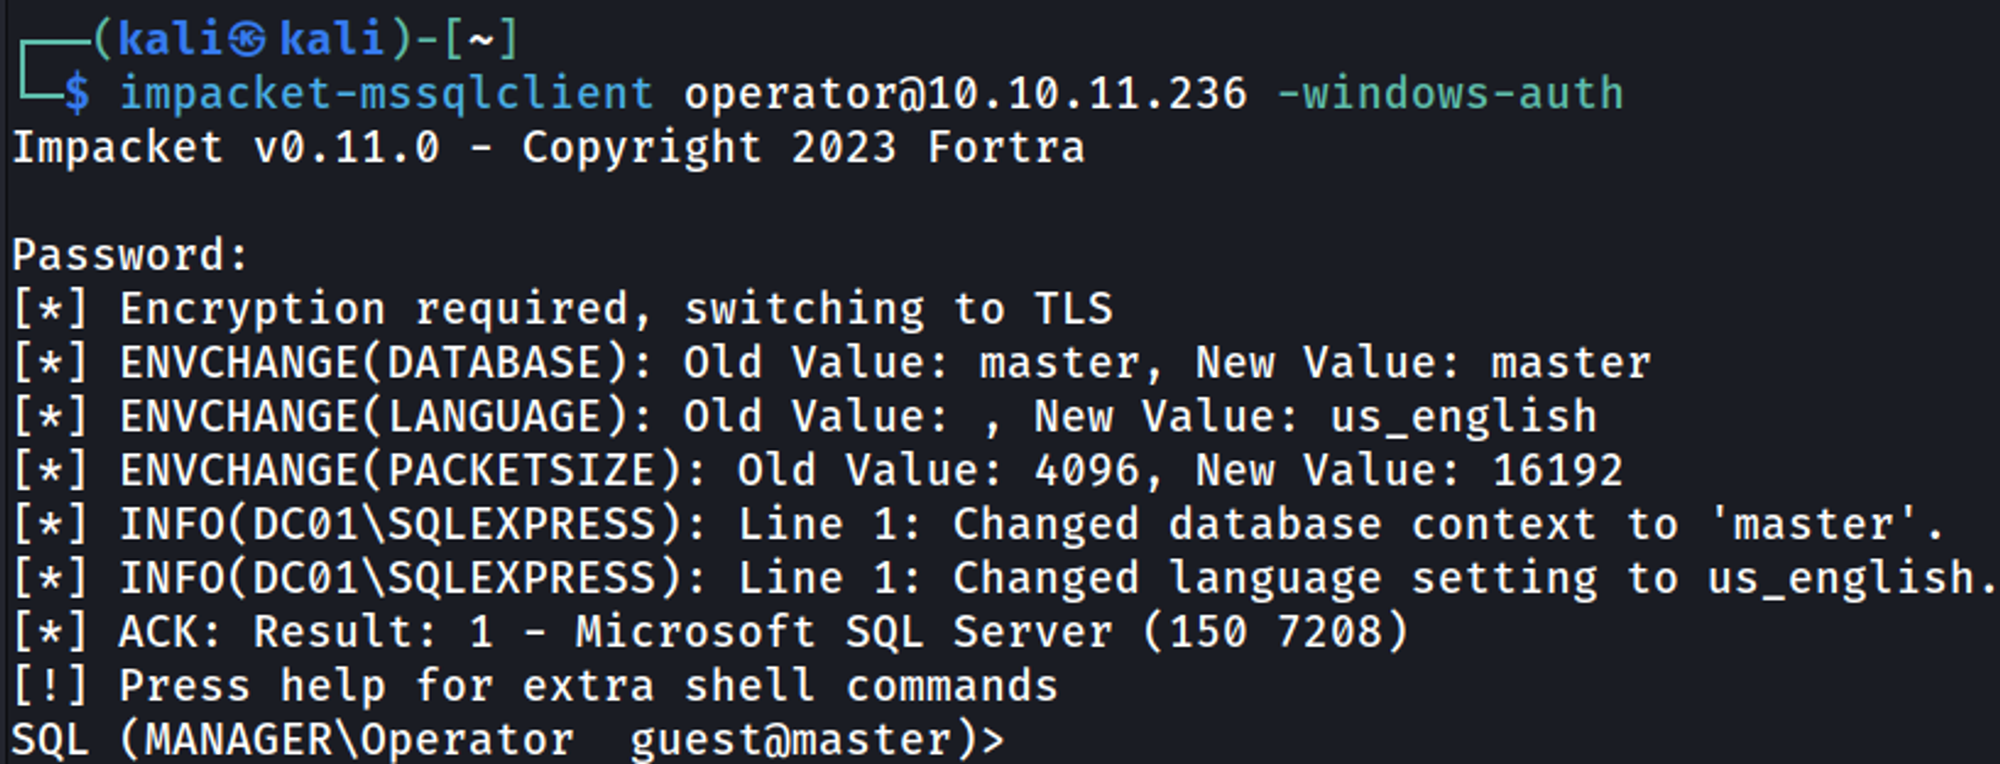 ┌──(kali㉿kali)-[~]
└─$ impacket-mssqlclient operator@10.10.11.236 -windows-auth
Impacket v0.11.0 - Copyright 2023 Fortra
Password:
[*] Encryption required, switching to TLS
[*] ENVCHANGE(DATABASE): Old Value: master, New Value: master
[*] ENVCHANGE(LANGUAGE): Old Value: , New Value: us_english
[*] ENVCHANGE(PACKETSIZE): Old Value: 4096, New Value: 16192
[*] INFO(DC01\SQLEXPRESS): Line 1: Changed database context to 'master'.
[*] INFO(DC01\SQLEXPRESS): Line 1: Changed language setting to us_english.
[*] ACK: Result: 1 - Microsoft SQL Server (150 7208)
[!] Press help for extra shell commands
SQL (MANAGER\Operator  guest@master)>